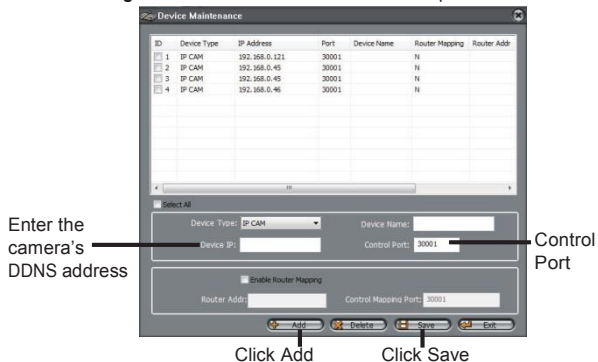 Device Maintenance
ID Device Type IP Address Port Device Name Router Mapping Router Addr
1 IP CAM 192.168.0.121 30001 N
2 IP CAM 192.168.0.45 30001 N
3 IP CAM 192.168.0.45 30001 N
4 IP CAM 192.168.0.46 30001 N
Select All
Device Type: IP CAM Device Name:
Enter the
camera's
DDNS address
Device IP: Control Port: 30001
Control
Port
Enable Router Mapping
Router Addr: Control Mapping Port: 30001
Add Delete Save Exit
Click Add Click Save